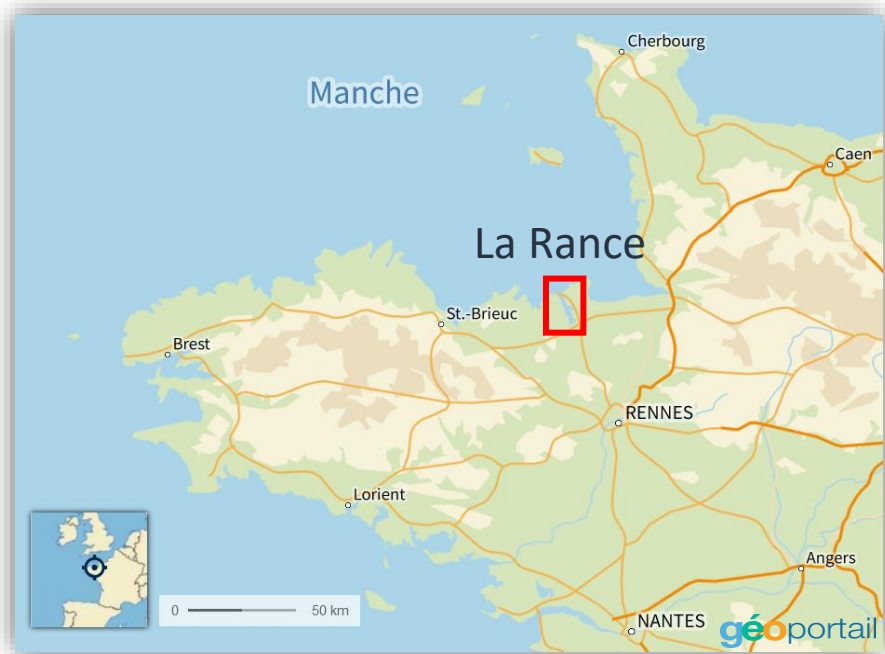 Cherbourg
Manche
Caen
La Rance
St.-Brieuc
Brest
RENNES
Lorient
Angers
0 50 km
NANTES
géoportail